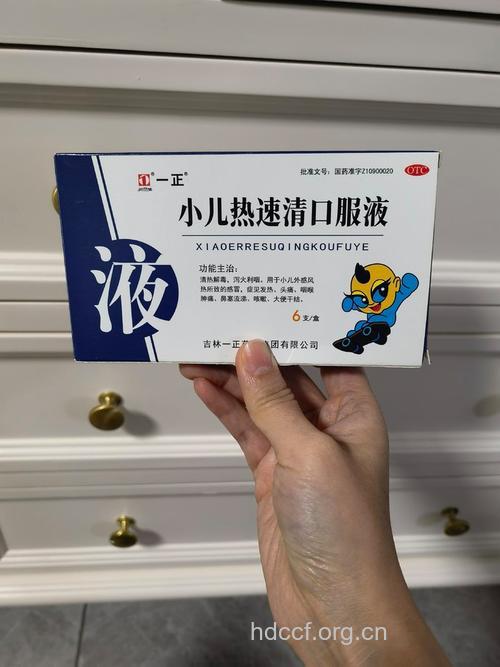 一正®
批准文号：国药准字Z10900020
OTC
小儿热速清口服液
XIAOERRESUQINGKOUFUYE
液
功能主治：
清热解毒，泻火利咽。用于小儿外感风
热所致的感冒，症见发热、头痛、咽喉
肿痛、鼻塞流涕、咳嗽、大便干结。
6支/盒
吉林一正药 集团有限公司
hdccf.org.cn